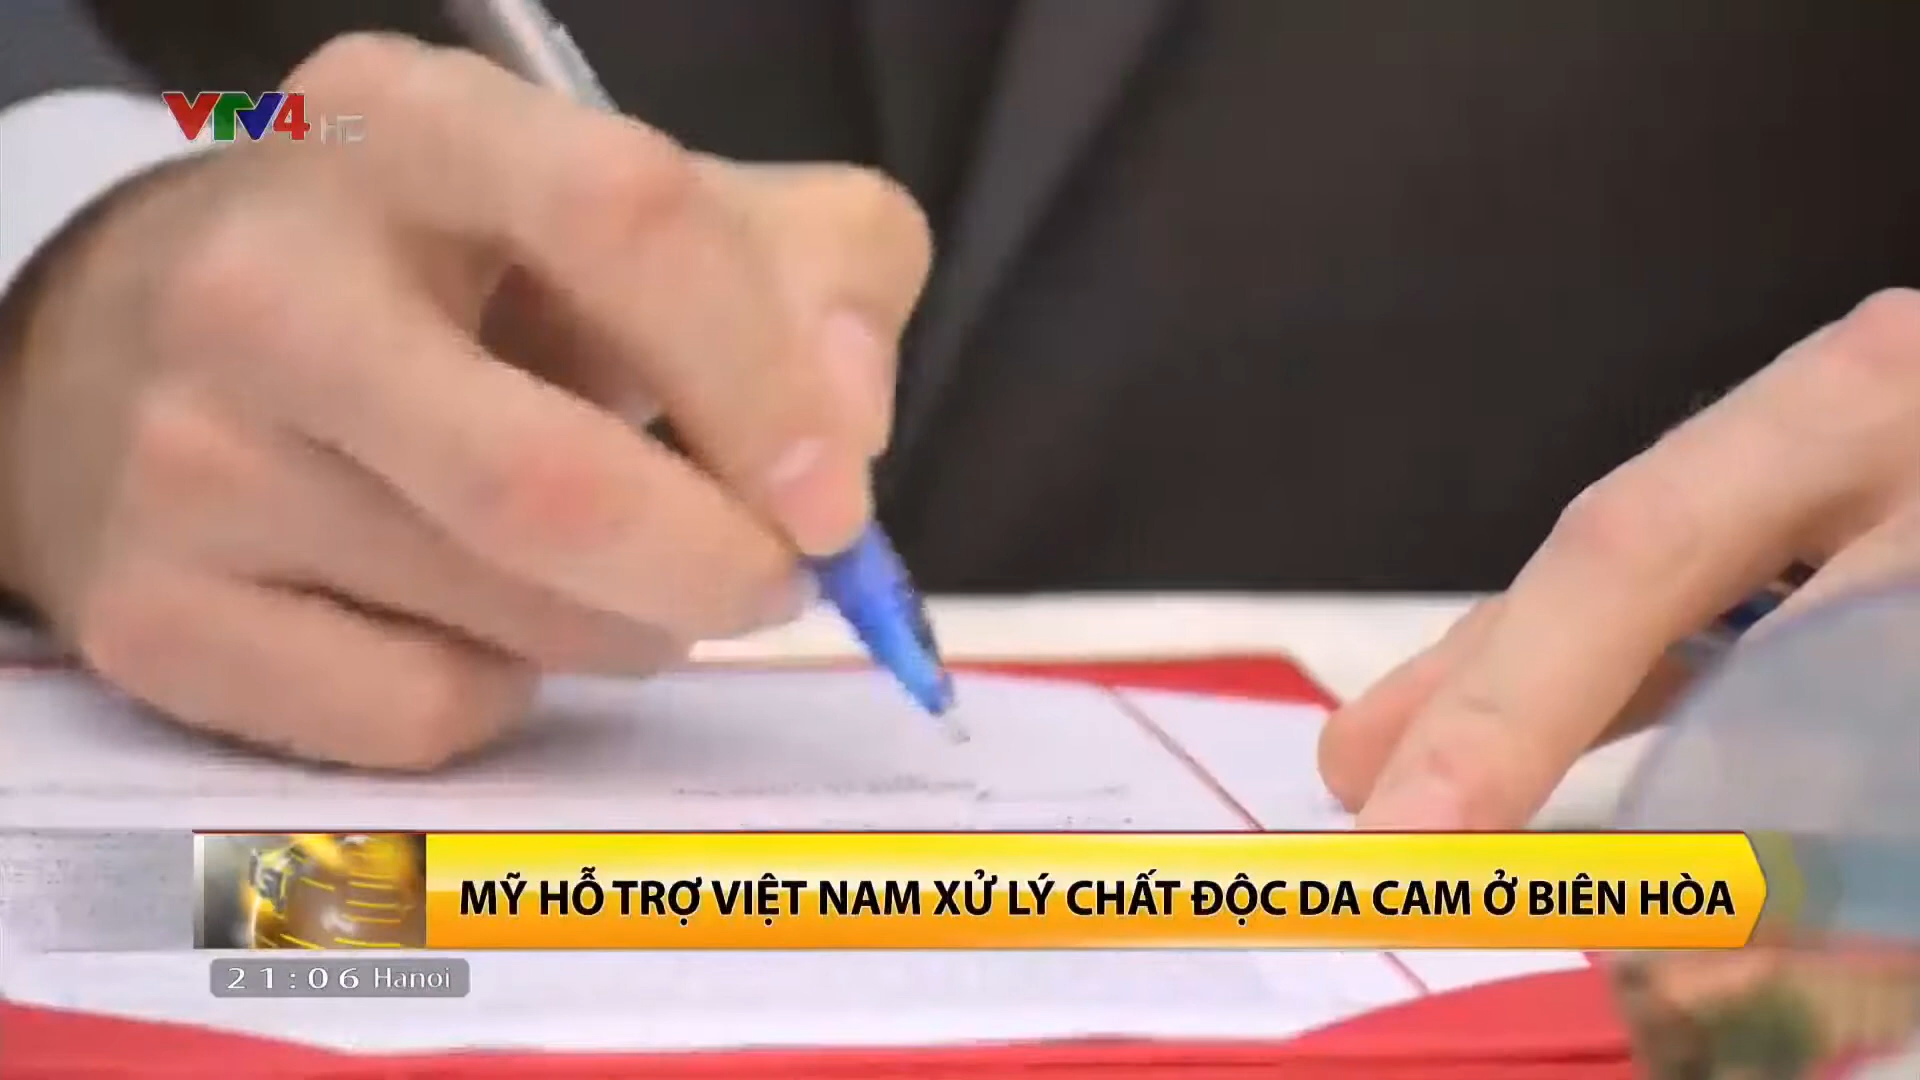 VTV4 HD
MỸ HỖ TRỢ VIỆT NAM XỬ LÝ CHẤT ĐỘC DA CAM Ở BIÊN HÒA
21:06 Hanoi